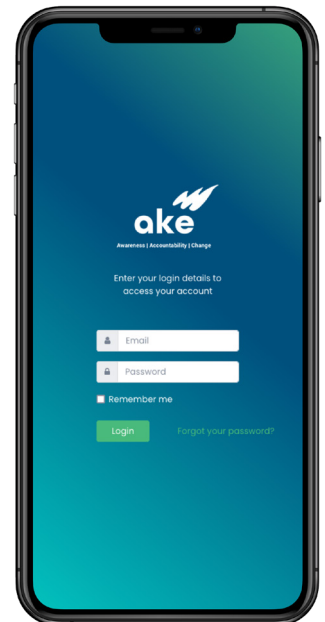 ake
Awareness | Accountability | Change
Enter your login details to
access your account
Email
Password
Remember me
Login Forgot your password?